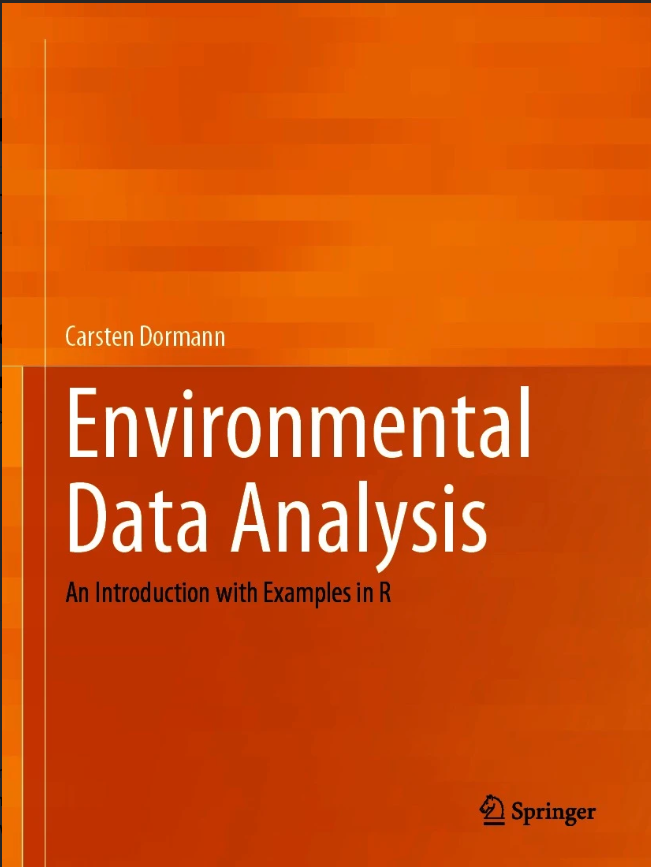 Carsten Dormann
Environmental
Data Analysis
An Introduction with Examples in R
Springer